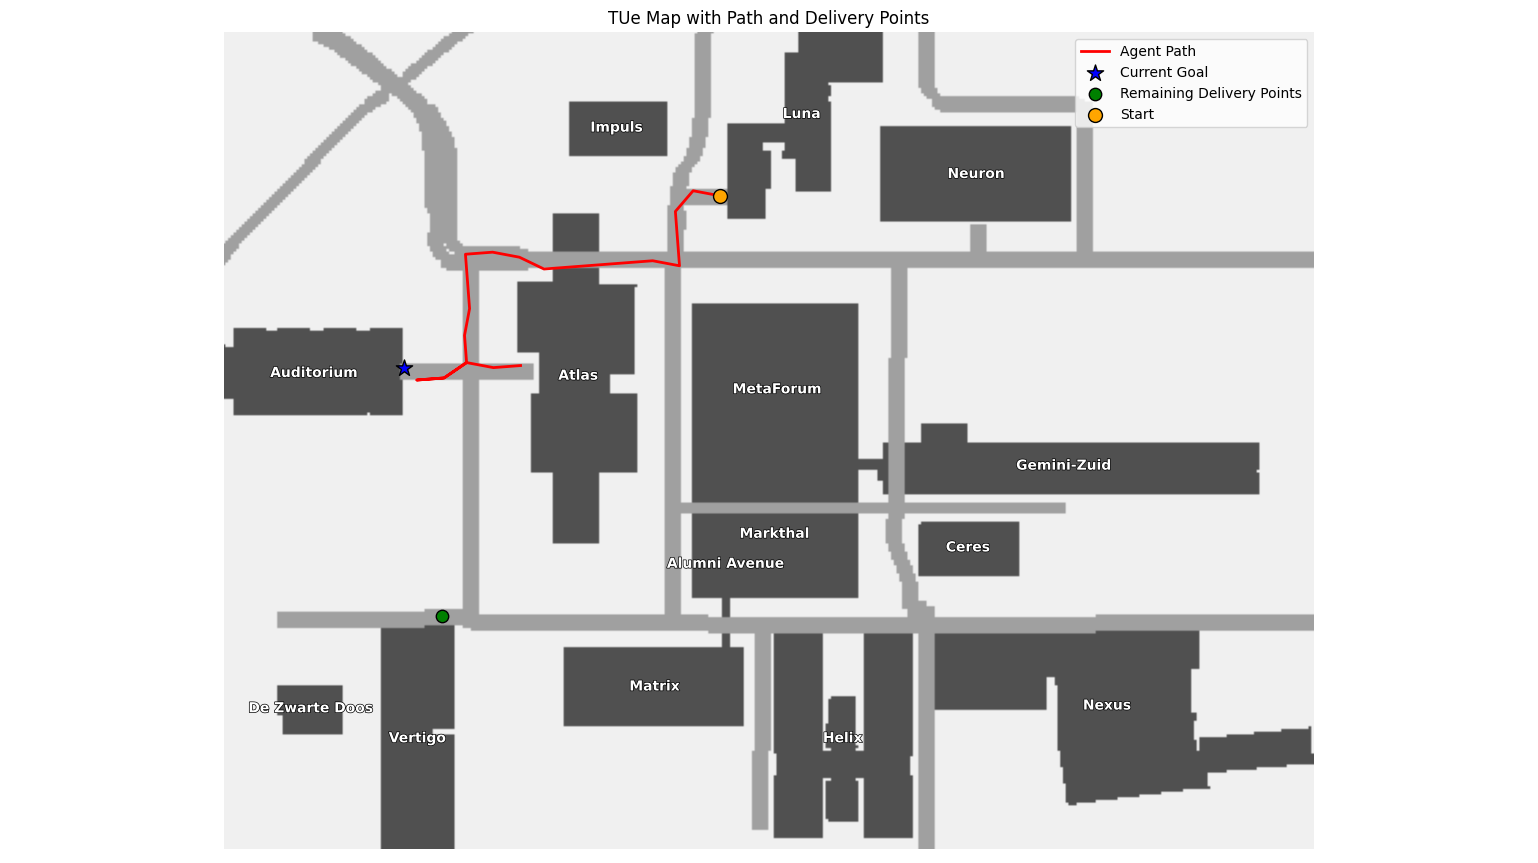 TUe Map with Path and Delivery Points
Agent Path
Current Goal
Remaining Delivery Points
Start
Luna
Impuls
Neuron
Auditorium
Atlas
MetaForum
Gemini-Zuid
Markthal
Ceres
Alumni Avenue
Matrix
De Zwarte Doos
Nexus
Vertigo
Helix